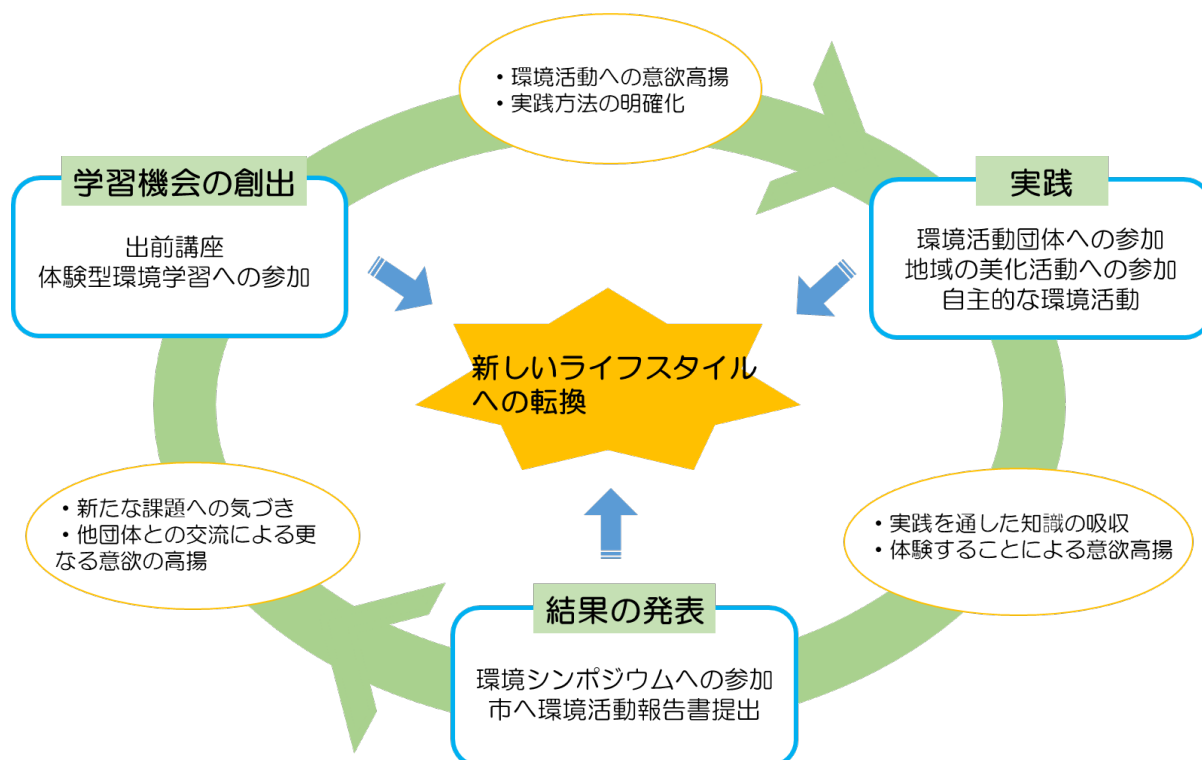 ・環境活動への意欲高揚
・実践方法の明確化
学習機会の創出
出前講座
体験型環境学習への参加
実践
環境活動団体への参加
地域の美化活動への参加
自主的な環境活動
新しいライフスタイル
への転換
・新たな課題への気づき
・他団体との交流による更
なる意欲の高揚
・実践を通した知識の吸収
・体験することによる意欲高揚
結果の発表
環境シンポジウムへの参加
市へ環境活動報告書提出